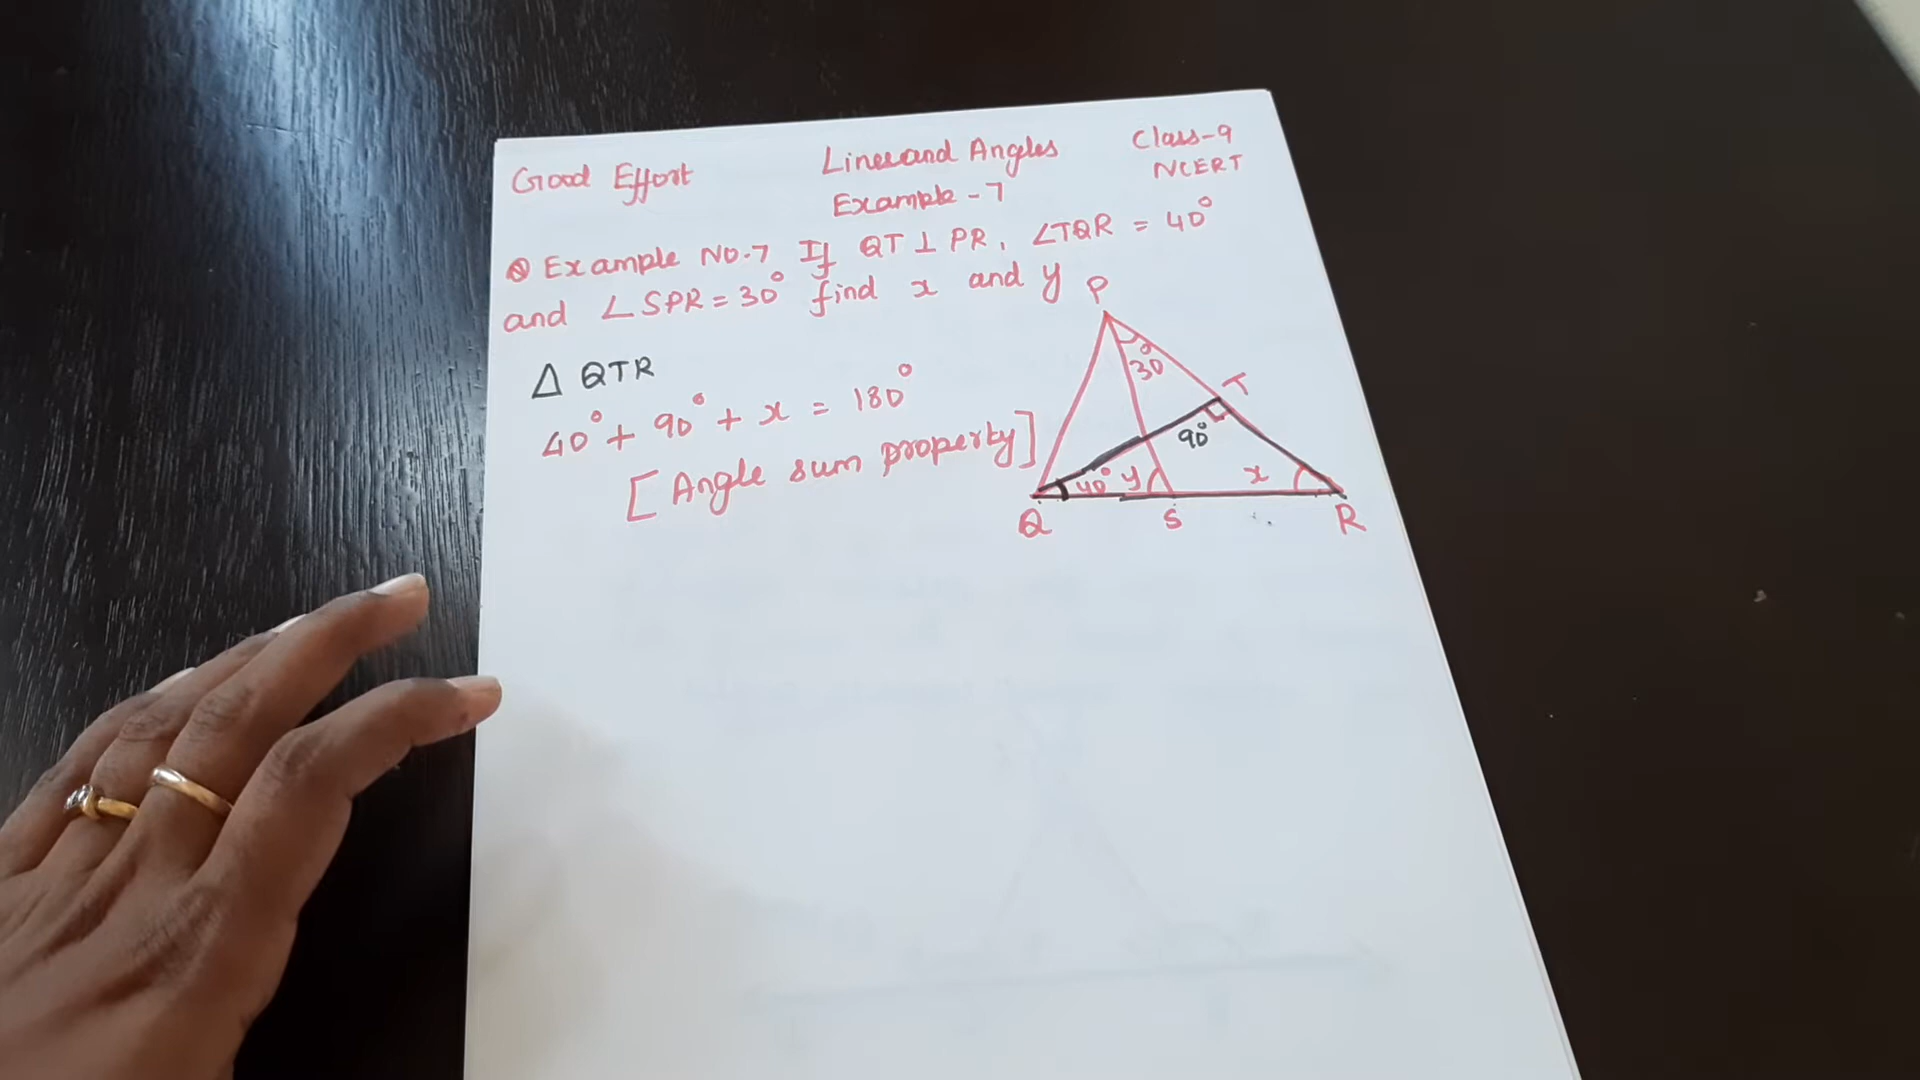 Good Effort
Lines and Angles
Class-9
NCERT
Example-7
Q Example No.7 If QT ⊥ PR, ∠TQR = 40°
and ∠SPR = 30° find x and y
△ QTR
40° + 90° + x = 180°
[Angle sum property]
P
30°
T
90°
40° y
x
Q
S
R